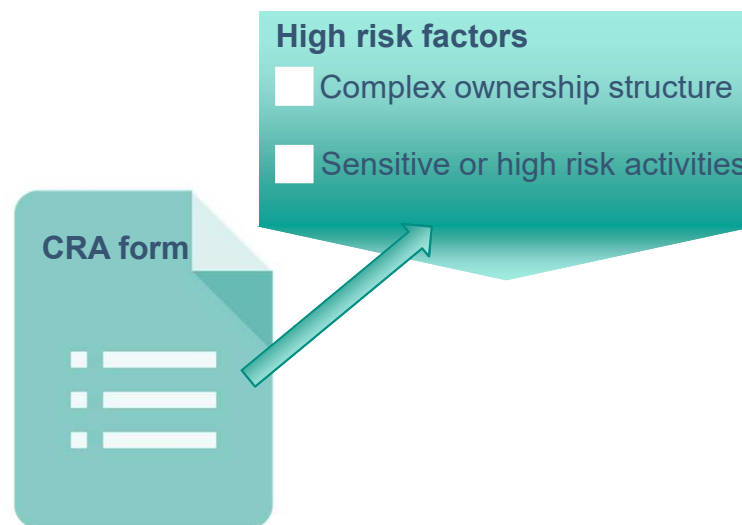 High risk factors
Complex ownership structure
Sensitive or high risk activities
CRA form